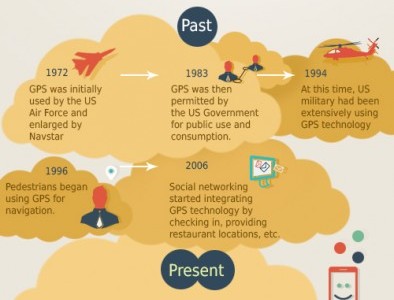 Past
1972
GPS was initially
used by the US
Air Force and
enlarged by
Navstar
1983
GPS was then
permitted by
the US Government
for public use and
consumption.
1994
At this time, US
military had been
extensively using
GPS technology
1996
Pedestrians began
using GPS for
navigation.
2006
Social networking
started integrating
GPS technology by
checking in, providing
restaurant locations, etc.
Present